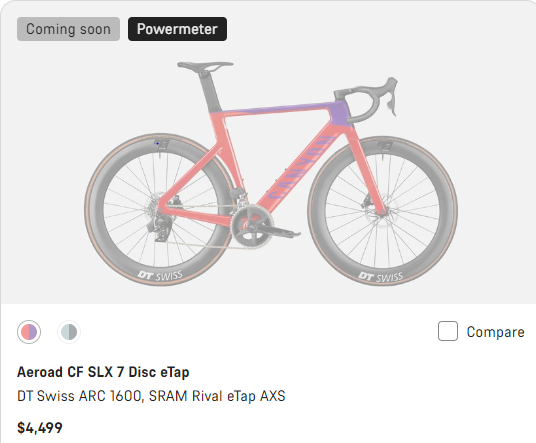 Coming soon
Powermeter
CANYON
DT SWISS
DT SWISS
Compare
Aeroad CF SLX 7 Disc eTap
DT Swiss ARC 1600, SRAM Rival eTap AXS
$4,499